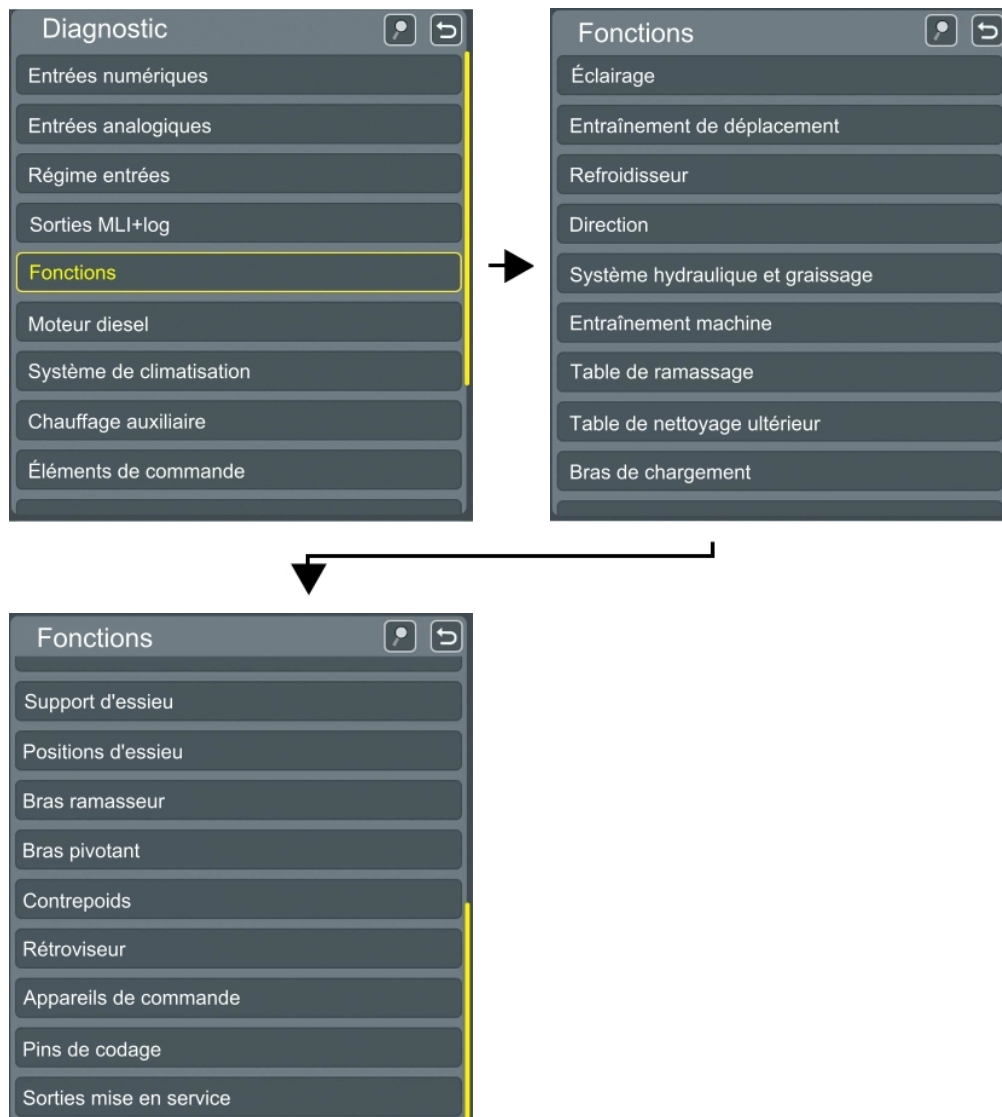 Diagnostic
Entrées numériques
Entrées analogiques
Régime entrées
Sorties MLI+log
Fonctions
Moteur diesel
Système de climatisation
Chauffage auxiliaire
Éléments de commande
Fonctions
Éclairage
Entraînement de déplacement
Refroidisseur
Direction
Système hydraulique et graissage
Entraînement machine
Table de ramassage
Table de nettoyage ultérieur
Bras de chargement
Fonctions
Support d'essieu
Positions d'essieu
Bras ramasseur
Bras pivotant
Contrepoids
Rétroviseur
Appareils de commande
Pins de codage
Sorties mise en service